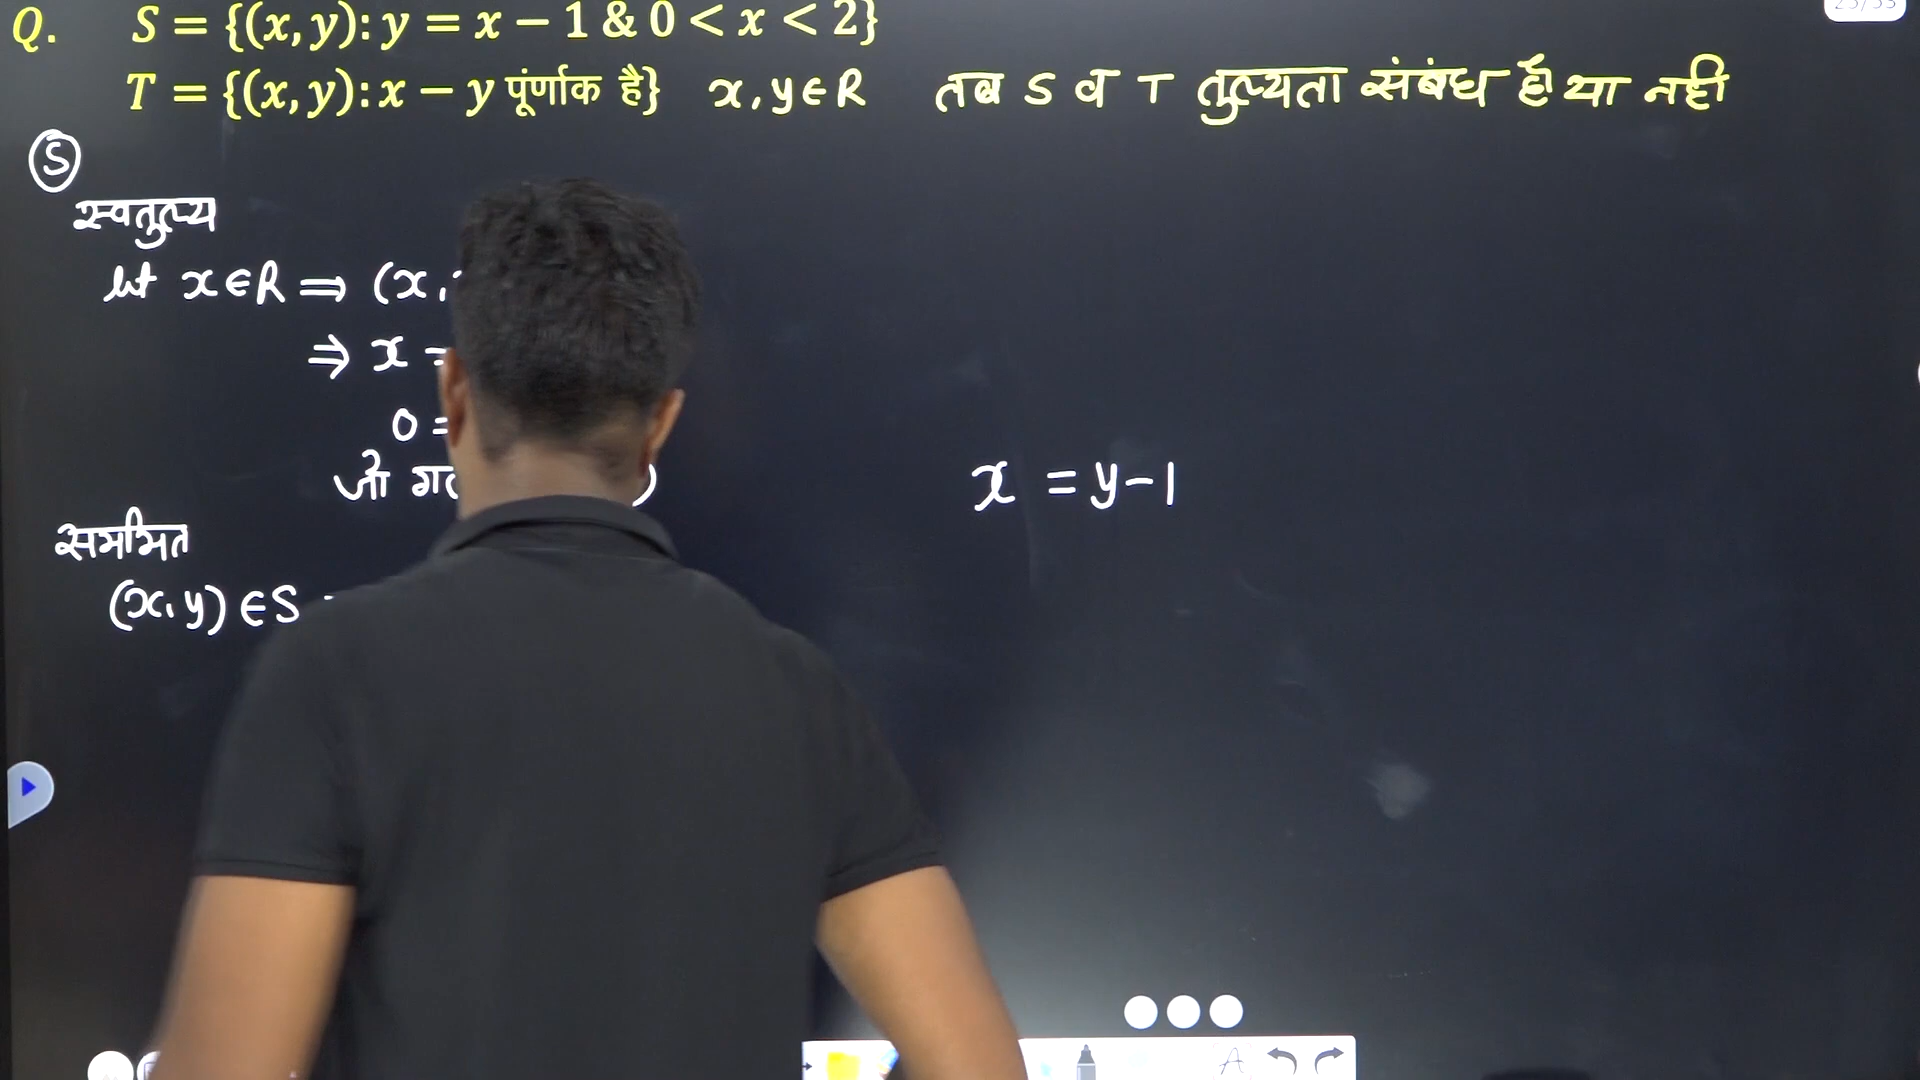 Q. S = {(x, y): y = x − 1 & 0 < x < 2}
T = {(x, y): x − y पूंर्णाक है} x, y ∈ R तब S व T तुल्यता संबंध है या नही
S
स्वतुल्य
let x ∈ R ⇒ (x,
⇒ x =
0 =
जो )
x = y − 1
सममित
(x, y) ∈ S